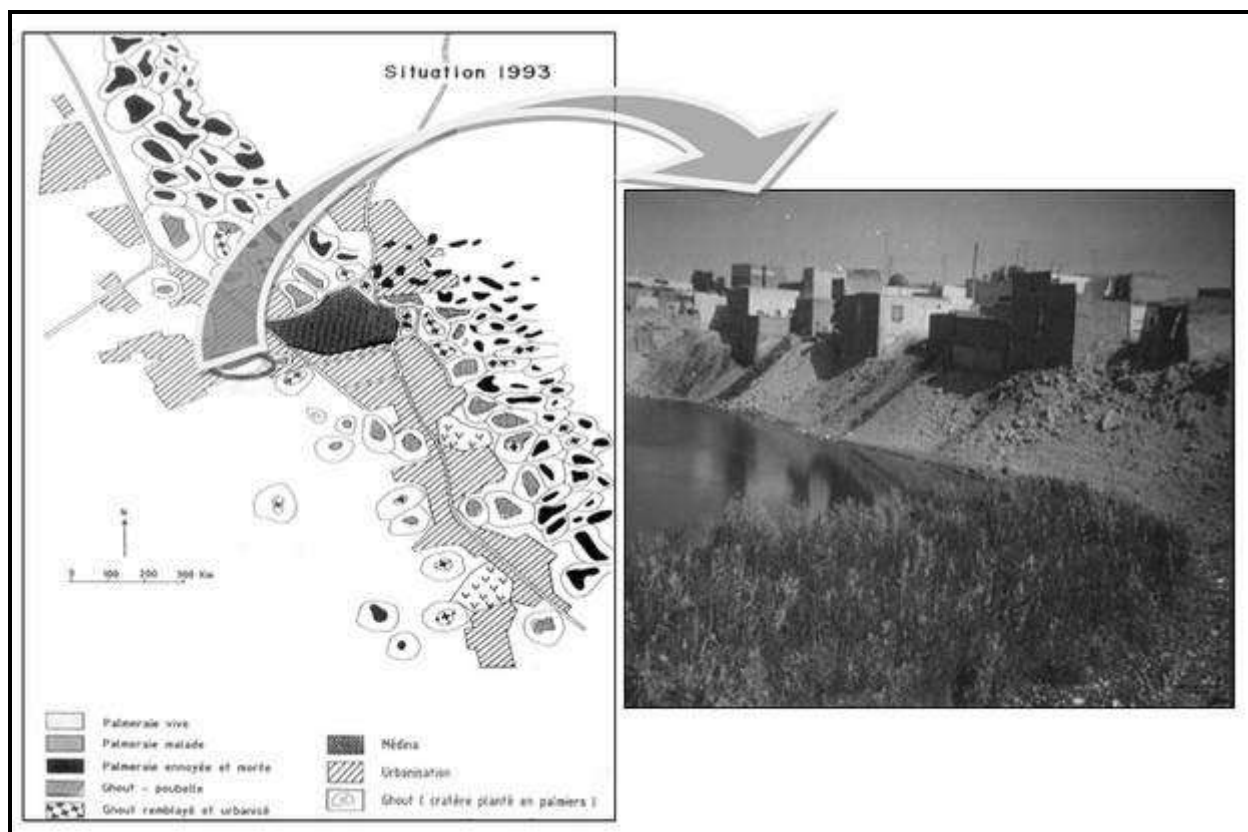 Situation 1993
N
0 100 200 300 Km
Palmeraie vive
Palmeraie malade
Palmeraie ennoyée et morte
Ghout - poubelle
Ghout remblayé et urbanisé
Médina
Urbanisation
Ghout ( cratère planté en palmiers )